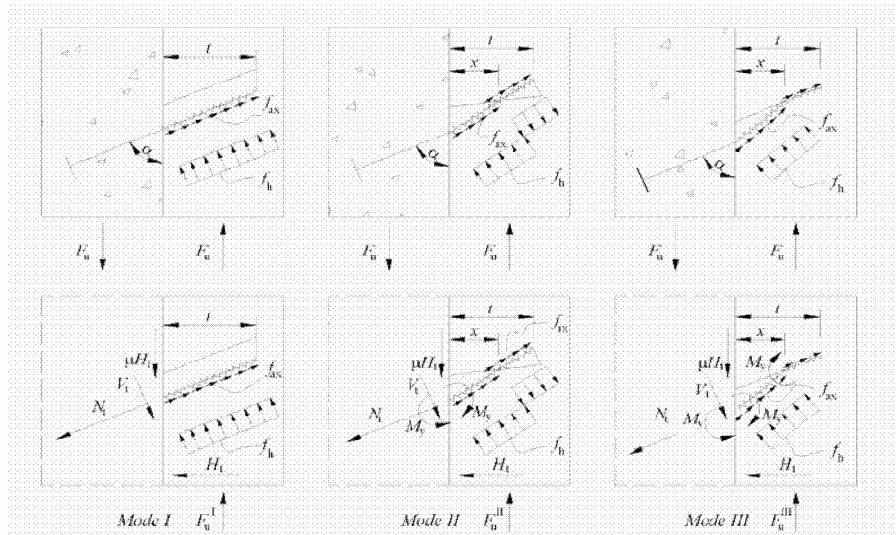 t
t
t
x
x
f_ax
f_ax
f_ax
α
α
α
f_h
f_h
f_h
F_u
F_u
F_u
F_u
F_u
F_u
t
t
t
x
x
f_ax
μH_t
μH_t
M_y
μH_t
V_t
f_ax
V_t
V_t
f_ax
N_t
N_t
M_y
M_y
N_t
M_y
M_y
f_h
f_h
f_h
H_t
H_t
H_t
Mode I F_u^I
Mode II F_u^II
Mode III F_u^III